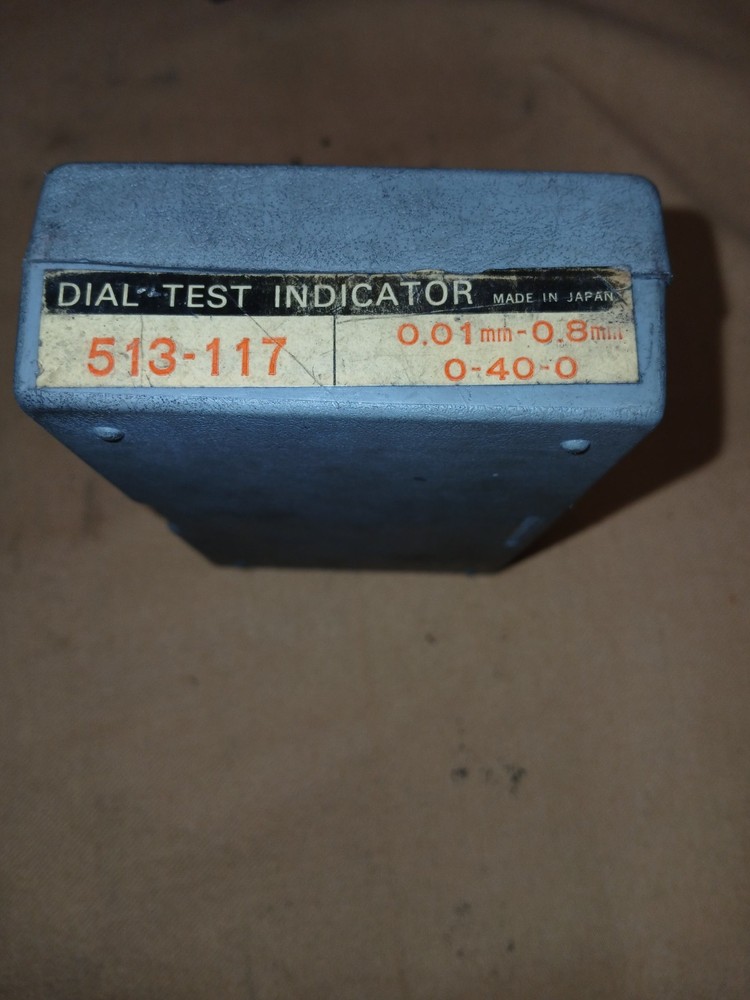 DIAL TEST INDICATOR MADE IN JAPAN
513-117
0.01mm-0.8mm
0-40-0